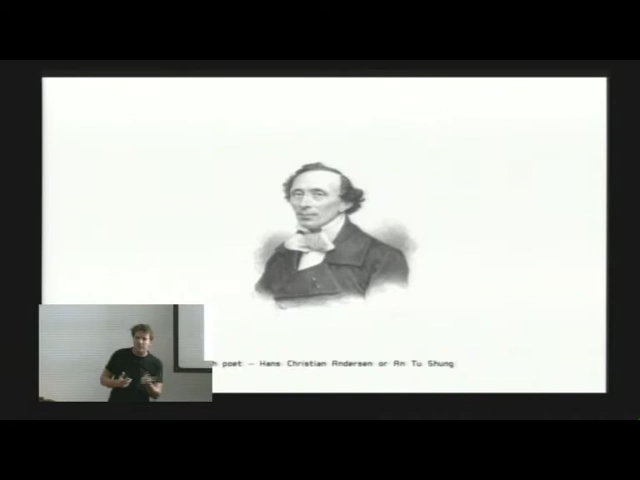 poet — Hans Christian Andersen or An Tu Shung